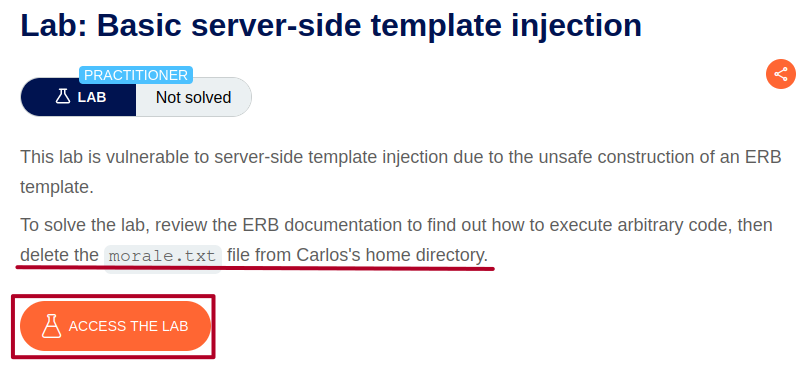 Lab: Basic server-side template injection
PRACTITIONER
LAB Not solved
This lab is vulnerable to server-side template injection due to the unsafe construction of an ERB
template.
To solve the lab, review the ERB documentation to find out how to execute arbitrary code, then
delete the morale.txt file from Carlos's home directory.
ACCESS THE LAB